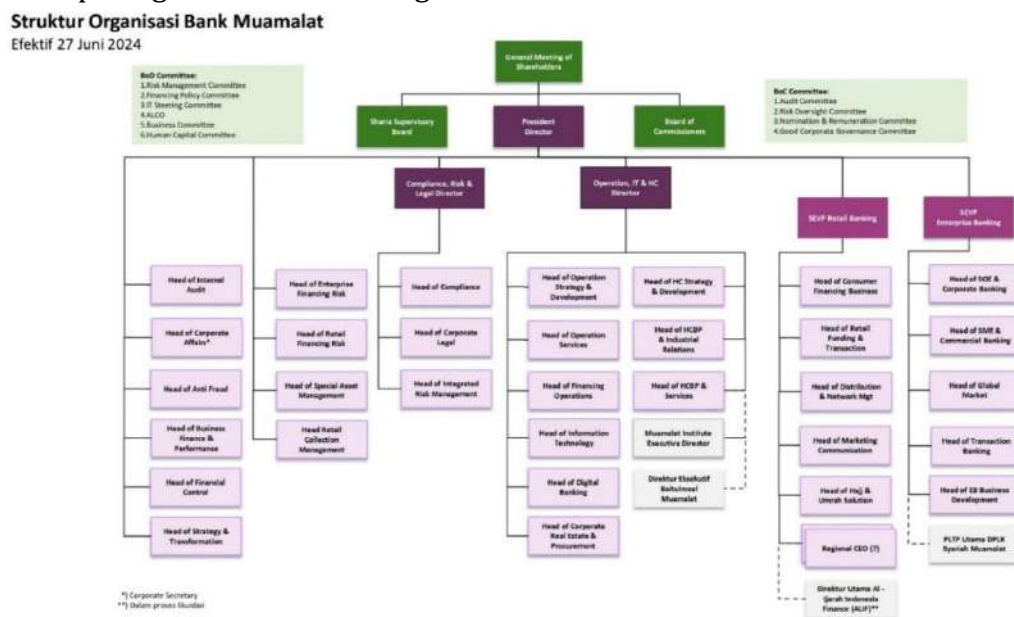 Struktur Organisasi Bank Muamalat
Efektif 27 Juni 2024
General Meeting of
Shareholders
BoD Committee:
1.Risk Management Committee
2.Financing Policy Committee
3.IT Steering Committee
4.ALCO
5.Business Committee
6.Human Capital Committee
BoC Committee:
1.Audit Committee
2.Risk Oversight Committee
3.Nomination & Remuneration Committee
4.Good Corporate Governance Committee
Sharia Supervisory
Board
President
Director
Board of
Commissioners
Compliance, Risk &
Legal Director
Operation, IT & HC
Director
SEVP Retail Banking
SEVP
Enterprise Banking
Head of Internal
Audit
Head of Corporate
Affairs*
Head of Anti Fraud
Head of Business
Finance &
Performance
Head of Financial
Control
Head of Strategy &
Transformation
Head of Enterprise
Financing Risk
Head of Retail
Financing Risk
Head of Special Asset
Management
Head Retail
Collection
Management
Head of Compliance
Head of Corporate
Legal
Head of Integrated
Risk Management
Head of Operation
Strategy &
Development
Head of Operation
Services
Head of Financing
Operations
Head of Information
Technology
Head of Digital
Banking
Head of Corporate
Real Estate &
Procurement
Head of HC Strategy
& Development
Head of HCBP
& Industrial
Relations
Head of HCBP &
Services
Muamalat Institute
Executive Director
Direktur Eksekutif
Baitulmaal
Muamalat
Head of Consumer
Financing Business
Head of Retail
Funding &
Transaction
Head of Distribution
& Network Mgt
Head of Marketing
Communication
Head of Hajj &
Umrah Solution
Regional CEO (7)
Direktur Utama Al -
Ijarah Indonesia
Finance (ALIF)**
Head of SOE &
Corporate Banking
Head of SME &
Commercial Banking
Head of Global
Market
Head of Transaction
Banking
Head of EB Business
Development
PLTP Utama DPLK
Syariah Muamalat
*) Corporate Secretary
**) Dalam proses likuidasi